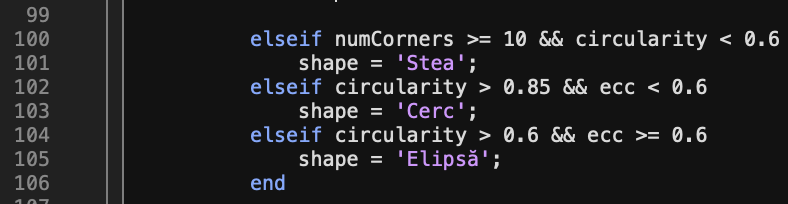 99
100 elseif numCorners >= 10 && circularity < 0.6
101 shape = 'Stea';
102 elseif circularity > 0.85 && ecc < 0.6
103 shape = 'Cerc';
104 elseif circularity > 0.6 && ecc >= 0.6
105 shape = 'Elipsă';
106 end